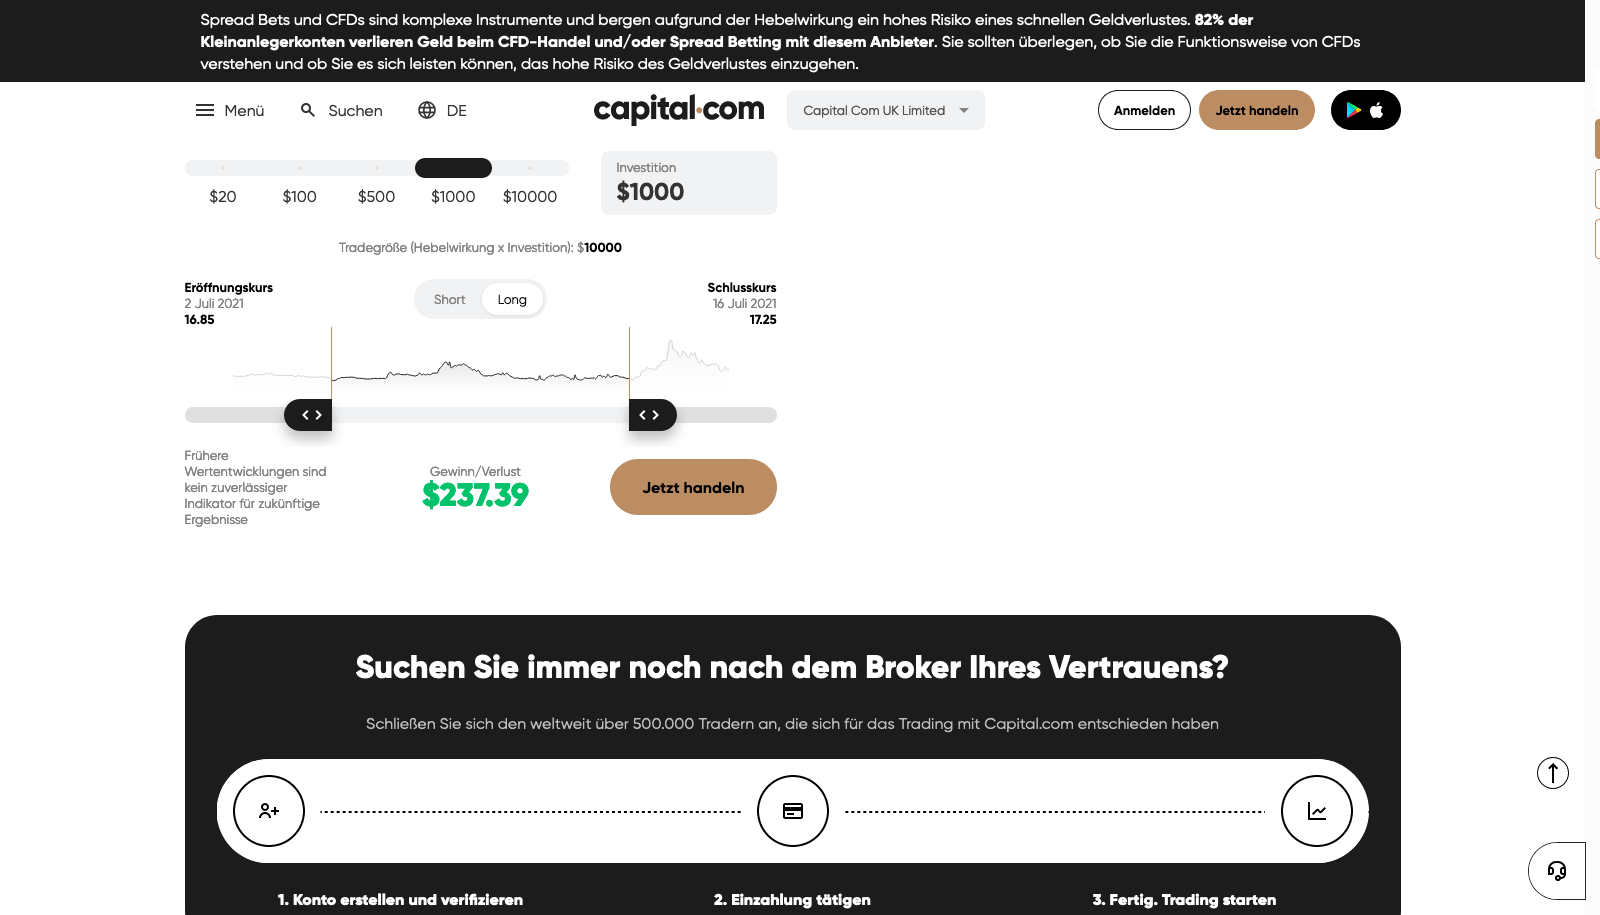 Spread Bets und CFDs sind komplexe Instrumente und bergen aufgrund der Hebelwirkung ein hohes Risiko eines schnellen Geldverlustes. 82% der
Kleinanlegerkonten verlieren Geld beim CFD-Handel und/oder Spread Betting mit diesem Anbieter. Sie sollten überlegen, ob Sie die Funktionsweise von CFDs
verstehen und ob Sie es sich leisten können, das hohe Risiko des Geldverlustes einzugehen.
Menü Suchen DE capital.com Capital Com UK Limited Anmelden Jetzt handeln
Investition
$1000
$20 $100 $500 $1000 $10000
Tradegröße (Hebelwirkung x Investition): $10000
Eröffnungskurs
2 Juli 2021
16.85
Short Long
Schlusskurs
16 Juli 2021
17.25
Frühere
Wertentwicklungen sind
kein zuverlässiger
Indikator für zukünftige
Ergebnisse
Gewinn/Verlust
$237.39
Jetzt handeln
Suchen Sie immer noch nach dem Broker Ihres Vertrauens?
Schließen Sie sich den weltweit über 500.000 Tradern an, die sich für das Trading mit Capital.com entschieden haben
1. Konto erstellen und verifizieren
2. Einzahlung tätigen
3. Fertig. Trading starten